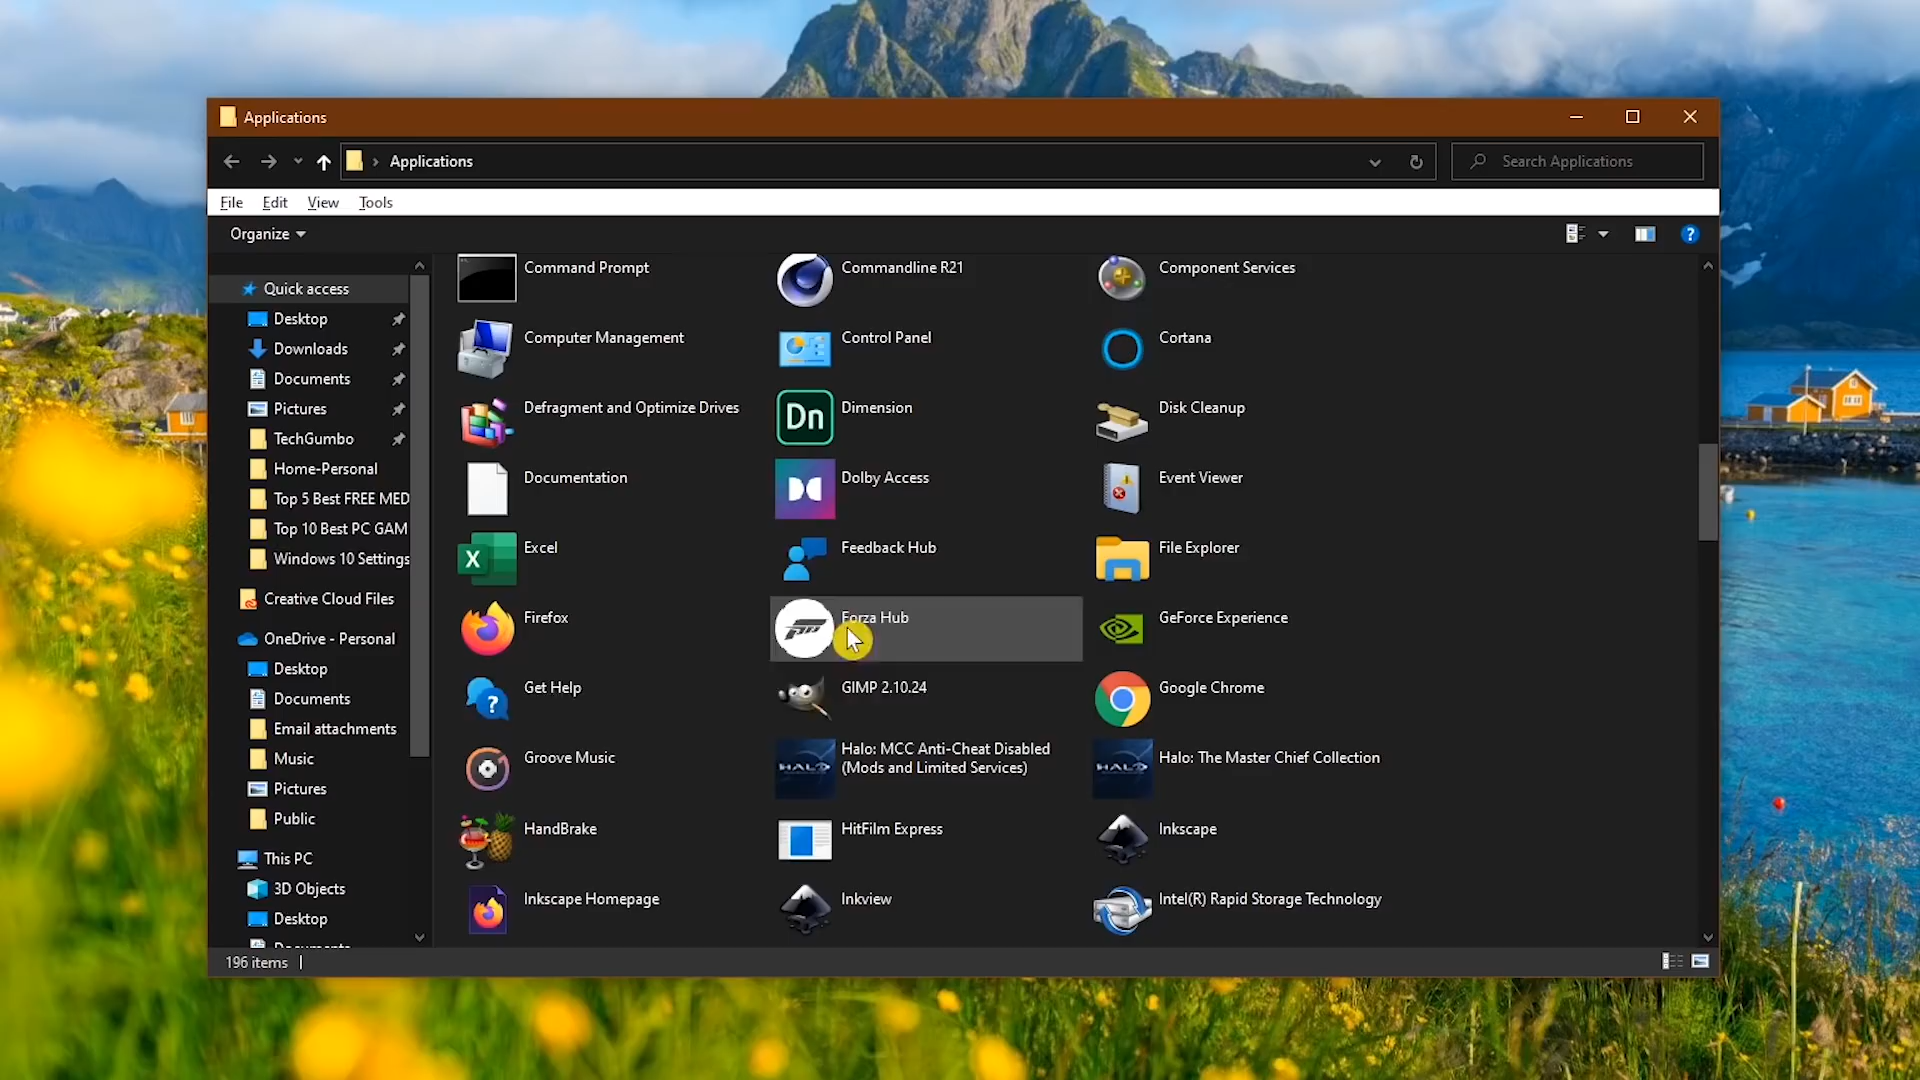 Applications
Applications
Search Applications
File Edit View Tools
Organize
Quick access
Desktop
Downloads
Documents
Pictures
TechGumbo
Home-Personal
Top 5 Best FREE MED
Top 10 Best PC GAM
Windows 10 Settings
Creative Cloud Files
OneDrive - Personal
Desktop
Documents
Email attachments
Music
Pictures
Public
This PC
3D Objects
Desktop
Command Prompt
Commandline R21
Component Services
Computer Management
Control Panel
Cortana
Defragment and Optimize Drives
Dn
Dimension
Disk Cleanup
Documentation
Dolby Access
Event Viewer
X
Excel
Feedback Hub
File Explorer
Firefox
Forza Hub
GeForce Experience
Get Help
GIMP 2.10.24
Google Chrome
Groove Music
HALO
Halo: MCC Anti-Cheat Disabled
(Mods and Limited Services)
HALO
Halo: The Master Chief Collection
HandBrake
HitFilm Express
Inkscape
Inkscape Homepage
Inkview
Intel(R) Rapid Storage Technology
196 items